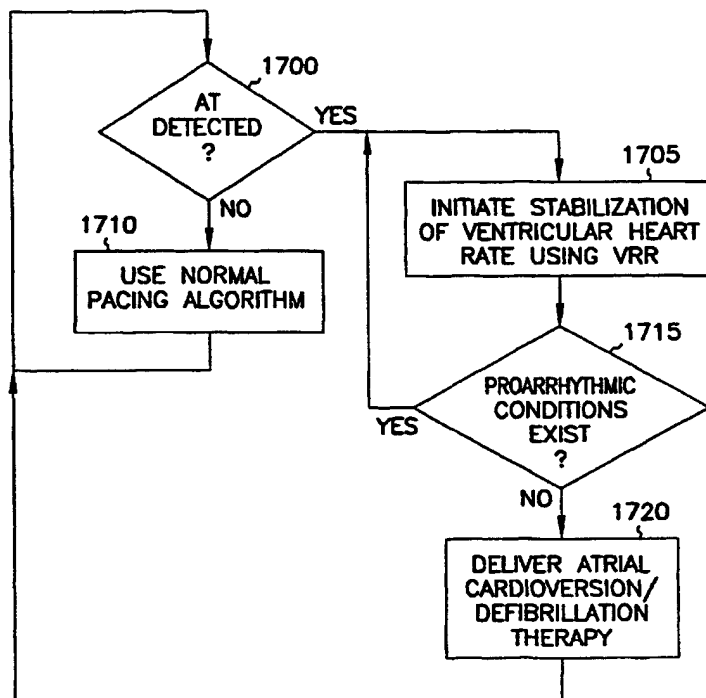 1700
AT
DETECTED
?
YES
NO
1710
USE NORMAL
PACING ALGORITHM
1705
INITIATE STABILIZATION
OF VENTRICULAR HEART
RATE USING VRR
1715
PROARRHYTHMIC
CONDITIONS
EXIST
?
YES
NO
1720
DELIVER ATRIAL
CARDIOVERSION/
DEFIBRILLATION
THERAPY